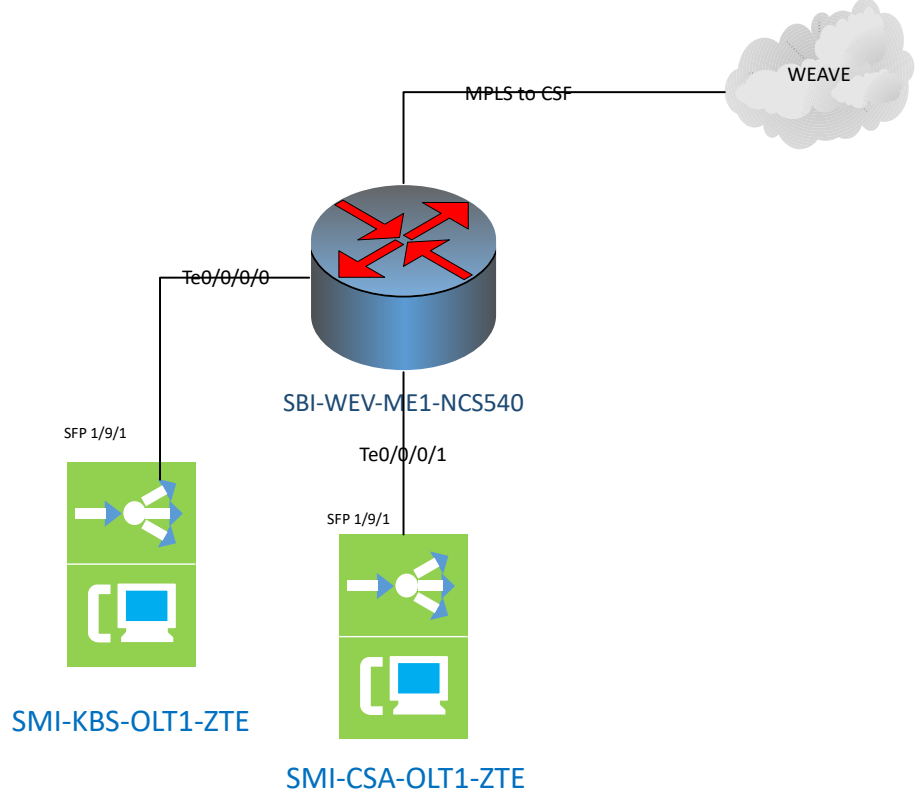 WEAVE
MPLS to CSF
Te0/0/0/0
SBI-WEV-ME1-NCS540
SFP 1/9/1
Te0/0/0/1
SFP 1/9/1
SMI-KBS-OLT1-ZTE
SMI-CSA-OLT1-ZTE